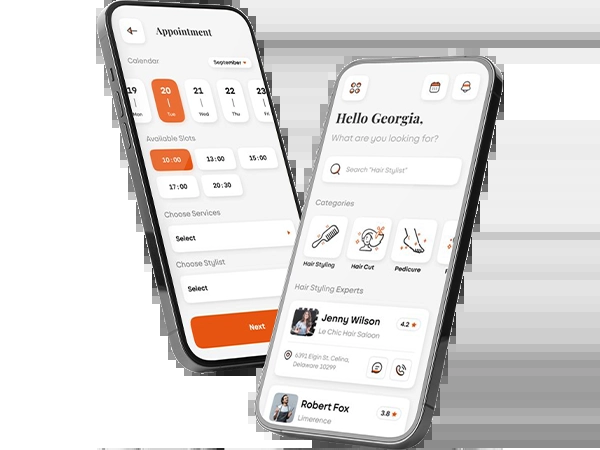 Appointment
Calendar
September
19
Mon
20
Tue
21
Wed
22
Thu
23
Fri
Available Slots
10:00
13:00
15:00
17:00
20:30
Choose Services
Select
Choose Stylist
Select
Next
Hello Georgia.
What are you looking for?
Search "Hair Stylist"
Categories
Hair Styling
Hair Cut
Pedicure
Hair Styling Experts
Jenny Wilson
Le Chic Hair Saloon
4.2
6391 Elgin St. Celina,
Delaware 10299
Robert Fox
Limerence
3.8